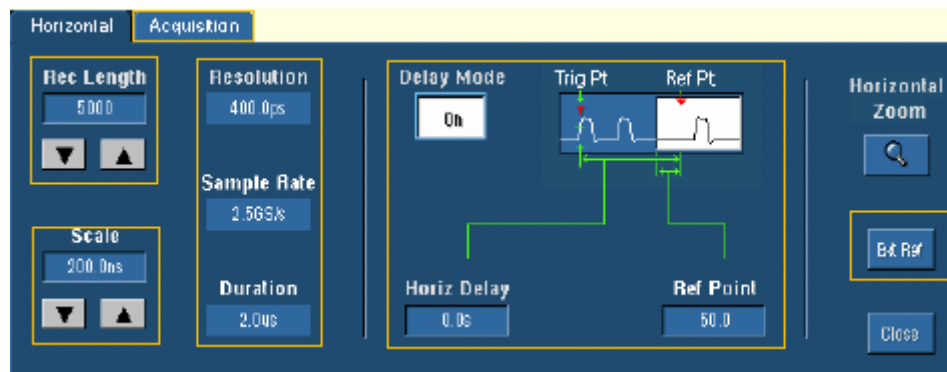 Horizontal
Acquisition
Rec Length
5000
Scale
200.0ns
Resolution
400.0ps
Sample Rate
2.5GS/s
Duration
2.0us
Delay Mode
On
Trig Pt
Ref Pt
Horiz Delay
0.0s
Ref Point
50.0
Horizontal
Zoom
Ext Ref
Close